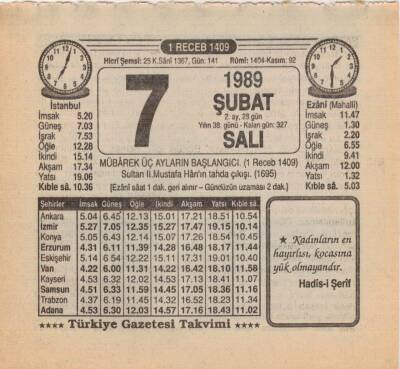 1 RECEB 1409
Hicrî Şemsî: 25 K.Sânî 1367, Gün: 141
Rûmî: 1404-Kasım: 92
7
1989
ŞUBAT
2. ay, 28 gün
Yılın 38. günü - Kalan gün: 327
SALI
İstanbul
İmsak 5.20
Güneş 7.03
İşrak 7.53
Öğle 12.28
İkindi 15.14
Akşam 17.34
Yatsı 19.06
Kıble sâ. 10.36
Ezânî (Mahallî)
İmsak 11.47
Güneş 1.30
İşrak 2.20
Öğle 6.55
İkindi 9.41
Akşam 12.00
Yatsı 1.32
Kıble sâ. 5.03
MÜBÂREK ÜÇ AYLARIN BAŞLANGICI. (1 Receb 1409)
Sultan II.Mustafa Hân'ın tahda çıkışı. (1695)
[Ezânî sâat 1 dak. geri alınır – Gündüzün uzaması 2 dak.]
Şehirler İmsak Güneş Öğle İkindi Akşam Yatsı Kıble sâ.
Ankara 5.04 6.45 12.13 15.01 17.21 18.51 10.54
İzmir 5.27 7.05 12.35 15.27 17.47 19.15 10.14
Konya 5.05 6.43 12.14 15.07 17.26 18.54 10.45
Erzurum 4.31 6.11 11.39 14.28 16.48 18.17 11.44
Eskişehir 5.14 6.54 12.22 15.11 17.31 19.01 10.40
Van 4.22 6.00 11.31 14.22 16.42 18.10 11.58
Kayseri 4.53 6.32 12.02 14.53 17.13 18.41 11.07
Samsun 4.51 6.33 11.59 14.45 17.05 18.36 11.16
Trabzon 4.37 6.19 11.45 14.32 16.52 18.23 11.34
Adana 4.53 6.30 12.03 14.57 17.16 18.43 11.02
★ Kadınların en
hayırlısı, kocasına
yük olmayandır.
Hadîs-i Şerîf
★★★★ Türkiye Gazetesi Takvimi ★★★★